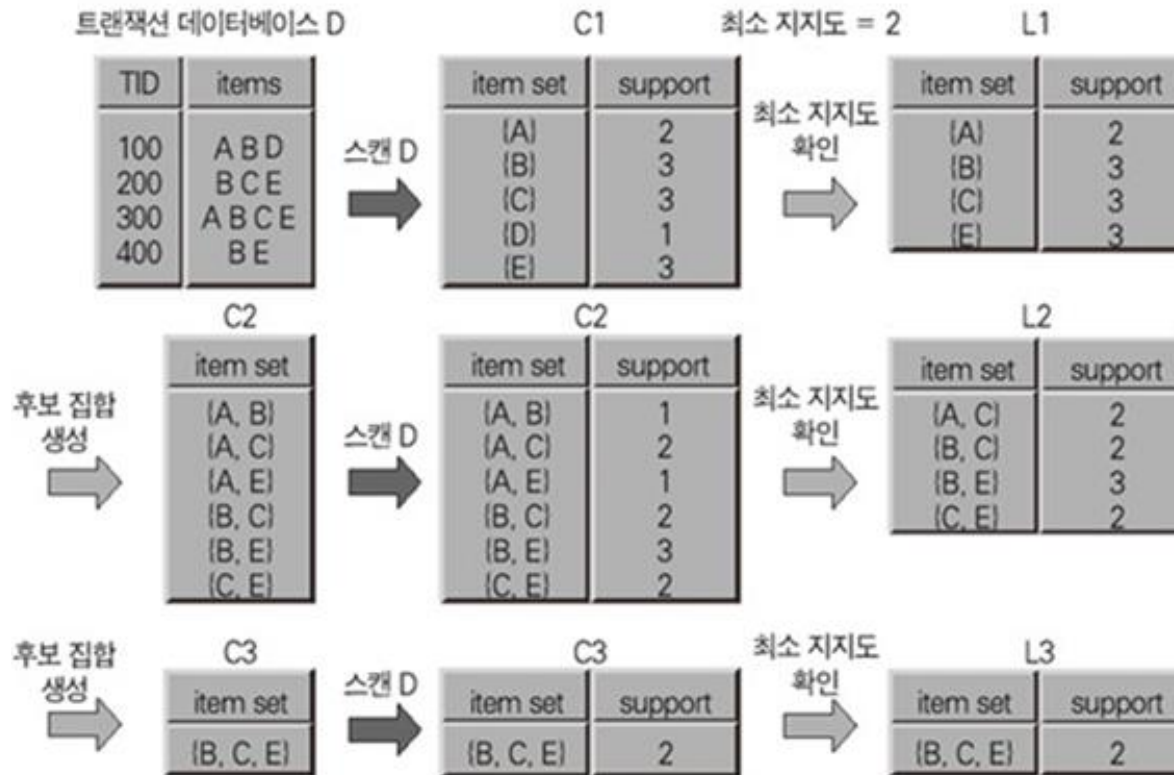 트랜잭션 데이터베이스 D
C1
최소 지지도 = 2
L1
TID items
100 A B D
200 B C E
300 A B C E
400 B E
스캔 D
item set support
{A} 2
{B} 3
{C} 3
{D} 1
{E} 3
최소 지지도
확인
item set support
{A} 2
{B} 3
{C} 3
{E} 3
후보 집합
생성
C2
item set
{A, B}
{A, C}
{A, E}
{B, C}
{B, E}
{C, E}
스캔 D
C2
item set support
{A, B} 1
{A, C} 2
{A, E} 1
{B, C} 2
{B, E} 3
{C, E} 2
최소 지지도
확인
L2
item set support
{A, C} 2
{B, C} 2
{B, E} 3
{C, E} 2
후보 집합
생성
C3
item set
{B, C, E}
스캔 D
C3
item set support
{B, C, E} 2
최소 지지도
확인
L3
item set support
{B, C, E} 2